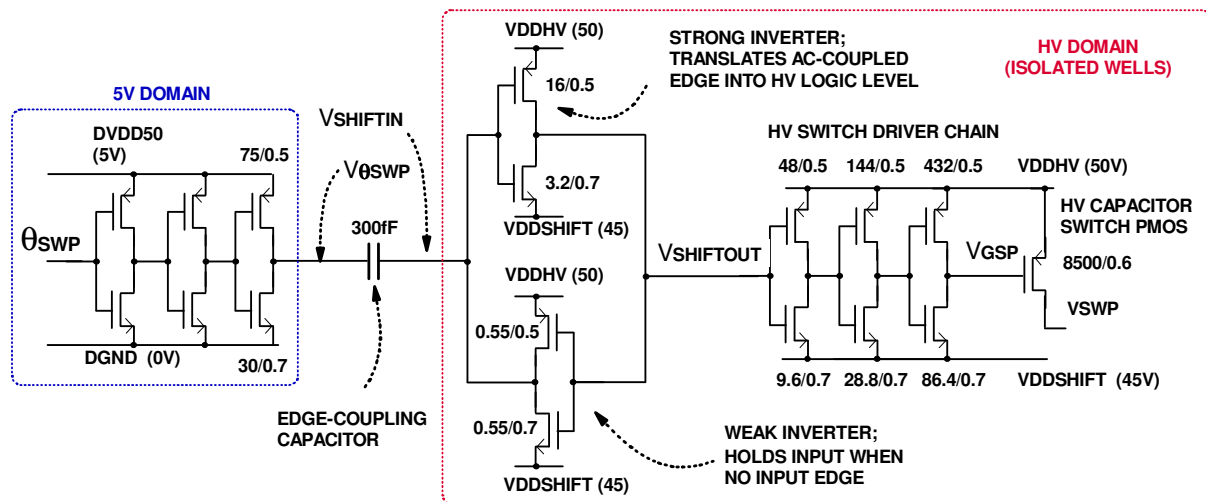 5V DOMAIN
DVDD50
(5V)
75/0.5
θSWP
DGND (0V)
30/0.7
VSHIFTIN
VθSWP
300fF
EDGE-COUPLING
CAPACITOR
VDDHV (50)
16/0.5
3.2/0.7
VDDSHIFT (45)
VDDHV (50)
0.55/0.5
0.55/0.7
VDDSHIFT (45)
STRONG INVERTER;
TRANSLATES AC-COUPLED
EDGE INTO HV LOGIC LEVEL
WEAK INVERTER;
HOLDS INPUT WHEN
NO INPUT EDGE
HV DOMAIN
(ISOLATED WELLS)
VSHIFTOUT
HV SWITCH DRIVER CHAIN
48/0.5 144/0.5 432/0.5
VDDHV (50V)
HV CAPACITOR
SWITCH PMOS
VGSP
8500/0.6
VSWP
9.6/0.7 28.8/0.7 86.4/0.7
VDDSHIFT (45V)